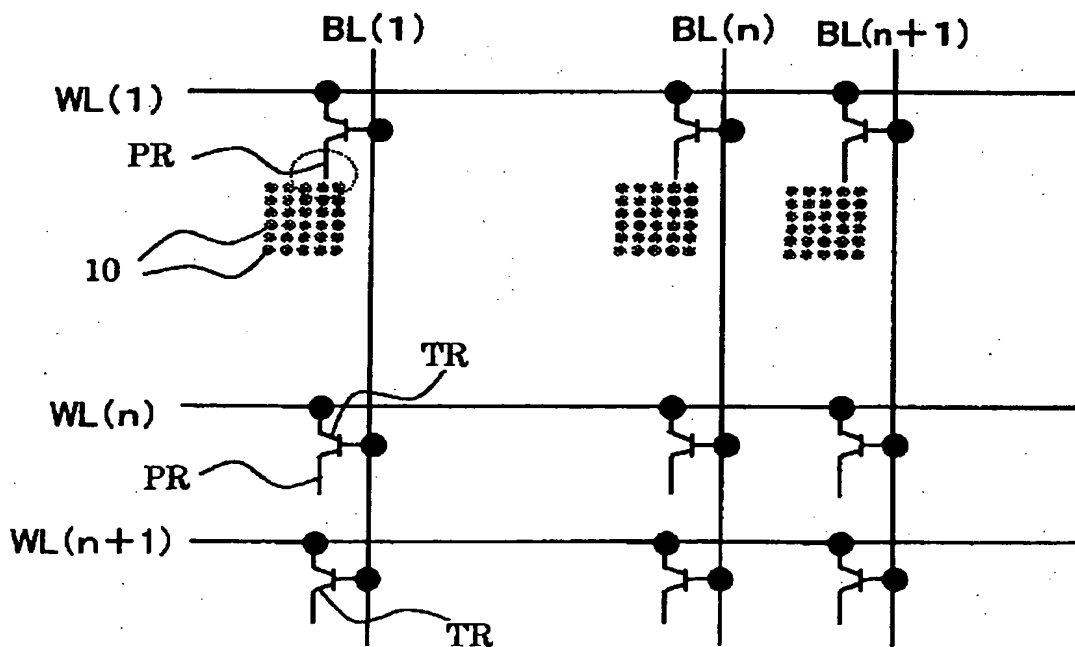 BL(1) BL(n) BL(n+1)
WL(1)
PR
10
TR
WL(n)
PR
WL(n+1)
TR